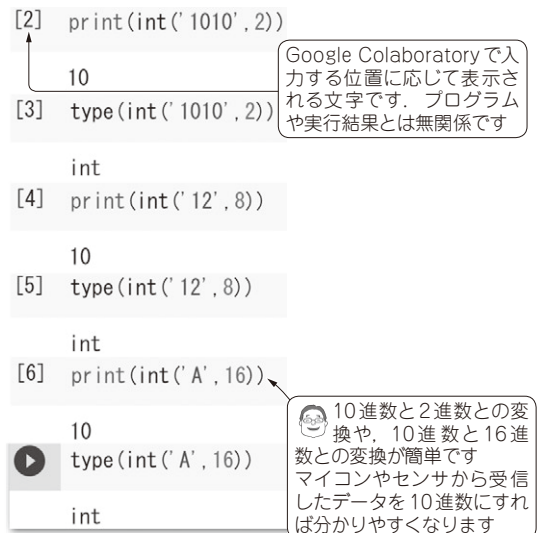 [2] print(int('1010',2))
10
Google Colaboratoryで入
力する位置に応じて表示さ
れる文字です．プログラム
や実行結果とは無関係です
[3] type(int('1010',2))
int
[4] print(int('12',8))
10
[5] type(int('12',8))
int
[6] print(int('A',16))
10
10進数と2進数との変
換や，10進数と16進
数との変換が簡単です
マイコンやセンサから受信
したデータを10進数にすれ
ば分かりやすくなります
type(int('A',16))
int